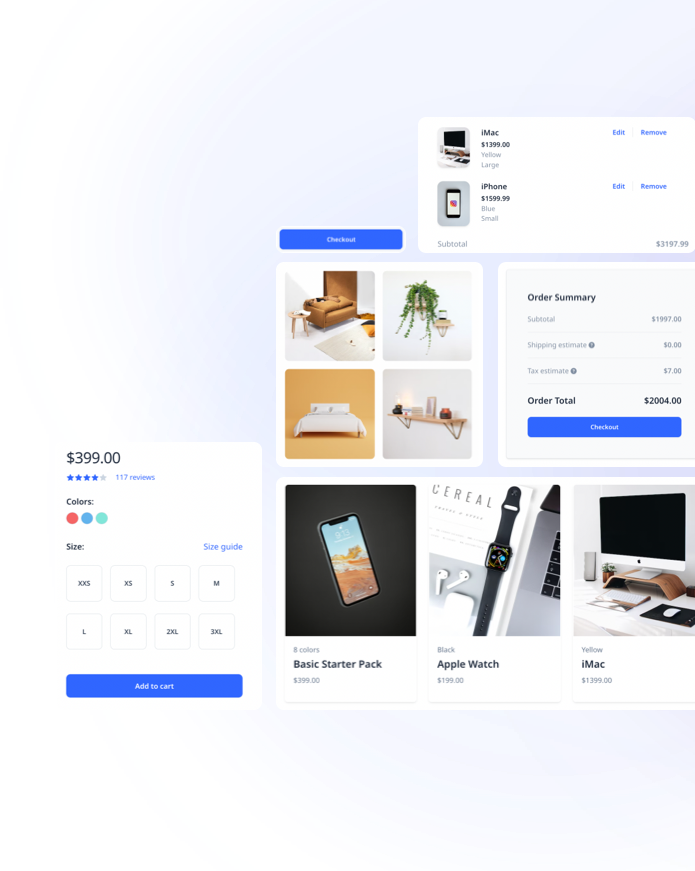 iMac
Edit
Remove
$1399.00
Yellow
Large
iPhone
Edit
Remove
$1599.99
Blue
Small
Subtotal
$3197.99
Checkout
Order Summary
Subtotal
$1997.00
Shipping estimate ?
$0.00
Tax estimate ?
$7.00
Order Total
$2004.00
Checkout
$399.00
117 reviews
Colors:
Size:
Size guide
XXS
XS
S
M
L
XL
2XL
3XL
Add to cart
CEREAL
8 colors
Basic Starter Pack
$399.00
Black
Apple Watch
$199.00
Yellow
iMac
$1399.00